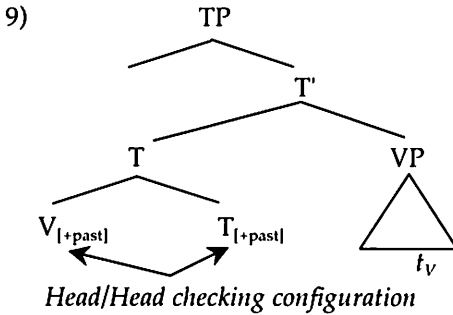 9) TP
T'
T VP
V[+past] T[+past]
tV
Head/Head checking configuration